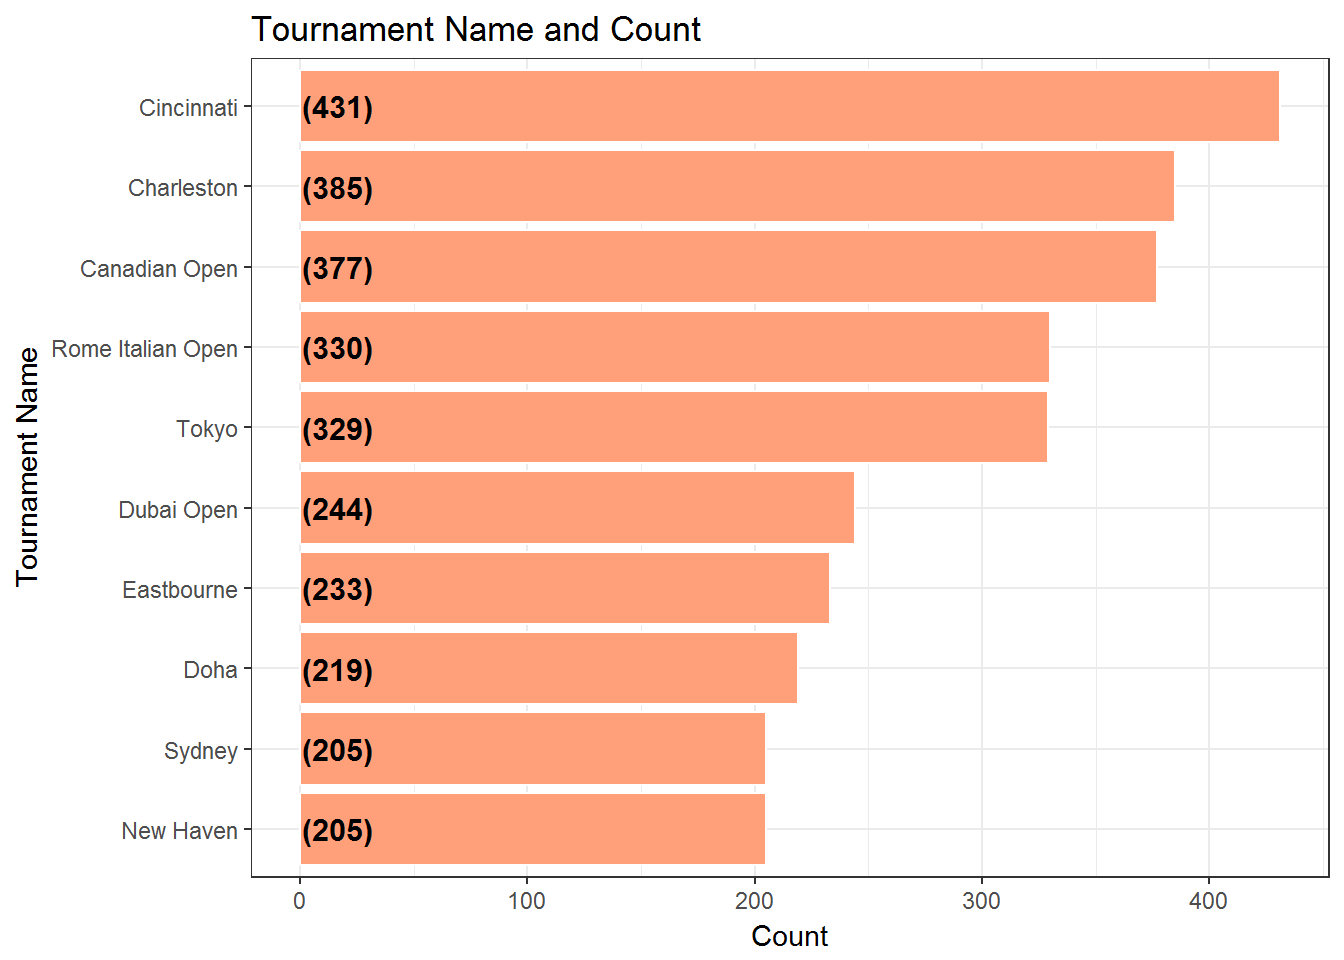 Tournament Name and Count
Tournament Name
Cincinnati (431)
Charleston (385)
Canadian Open (377)
Rome Italian Open (330)
Tokyo (329)
Dubai Open (244)
Eastbourne (233)
Doha (219)
Sydney (205)
New Haven (205)
0 100 200 300 400
Count